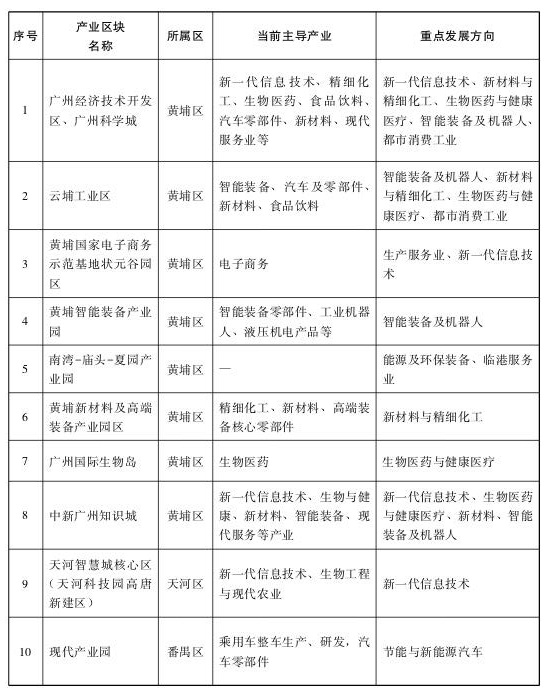 序号
产业区块
名称
所属区
当前主导产业
重点发展方向
1
广州经济技术开发
区、广州科学城
黄埔区
新一代信息技术、精细化
工、生物医药、食品饮料、
汽车零部件、新材料、现代
服务业等
新一代信息技术、新材料与
精细化工、生物医药与健康
医疗、智能装备及机器人、
都市消费工业
2
云埔工业区
黄埔区
智能装备、汽车及零部件、
新材料、食品饮料
智能装备及机器人、新材料
与精细化工、生物医药与健
康医疗、都市消费工业
3
黄埔国家电子商务
示范基地状元谷园
区
黄埔区
电子商务
生产服务业、新一代信息技
术
4
黄埔智能装备产业
园
黄埔区
智能装备零部件、工业机器
人、液压机电产品等
智能装备及机器人
5
南湾-庙头-夏园产
业园
黄埔区
—
能源及环保装备、临港服务
业
6
黄埔新材料及高端
装备产业园区
黄埔区
精细化工、新材料、高端装
备核心零部件
新材料与精细化工
7
广州国际生物岛
黄埔区
生物医药
生物医药与健康医疗
8
中新广州知识城
黄埔区
新一代信息技术、生物与健
康、新材料、智能装备、现
代服务等产业
新一代信息技术、生物医药
与健康医疗、新材料、智能
装备及机器人
9
天河智慧城核心区
（天河科技园高唐
新建区）
天河区
新一代信息技术、生物工程
与现代农业
新一代信息技术
10
现代产业园
番禺区
乘用车整车生产、研发，汽
车零部件
节能与新能源汽车